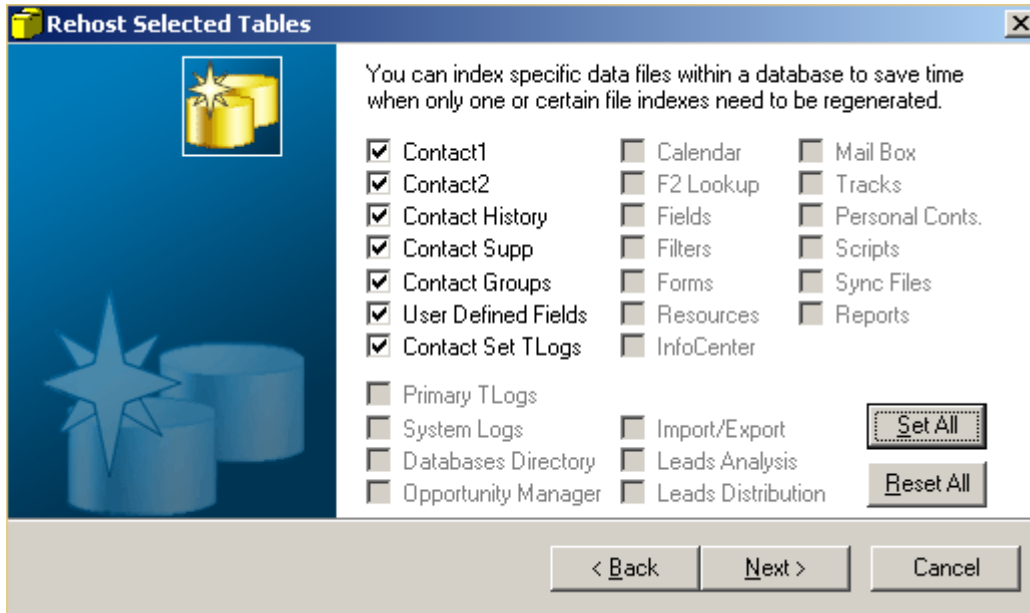 Rehost Selected Tables
You can index specific data files within a database to save time
when only one or certain file indexes need to be regenerated.
Contact1
Contact2
Contact History
Contact Supp
Contact Groups
User Defined Fields
Contact Set TLogs
Calendar
F2 Lookup
Fields
Filters
Forms
Resources
InfoCenter
Mail Box
Tracks
Personal Conts.
Scripts
Sync Files
Reports
Primary TLogs
System Logs
Databases Directory
Opportunity Manager
Import/Export
Leads Analysis
Leads Distribution
Set All
Reset All
< Back
Next >
Cancel